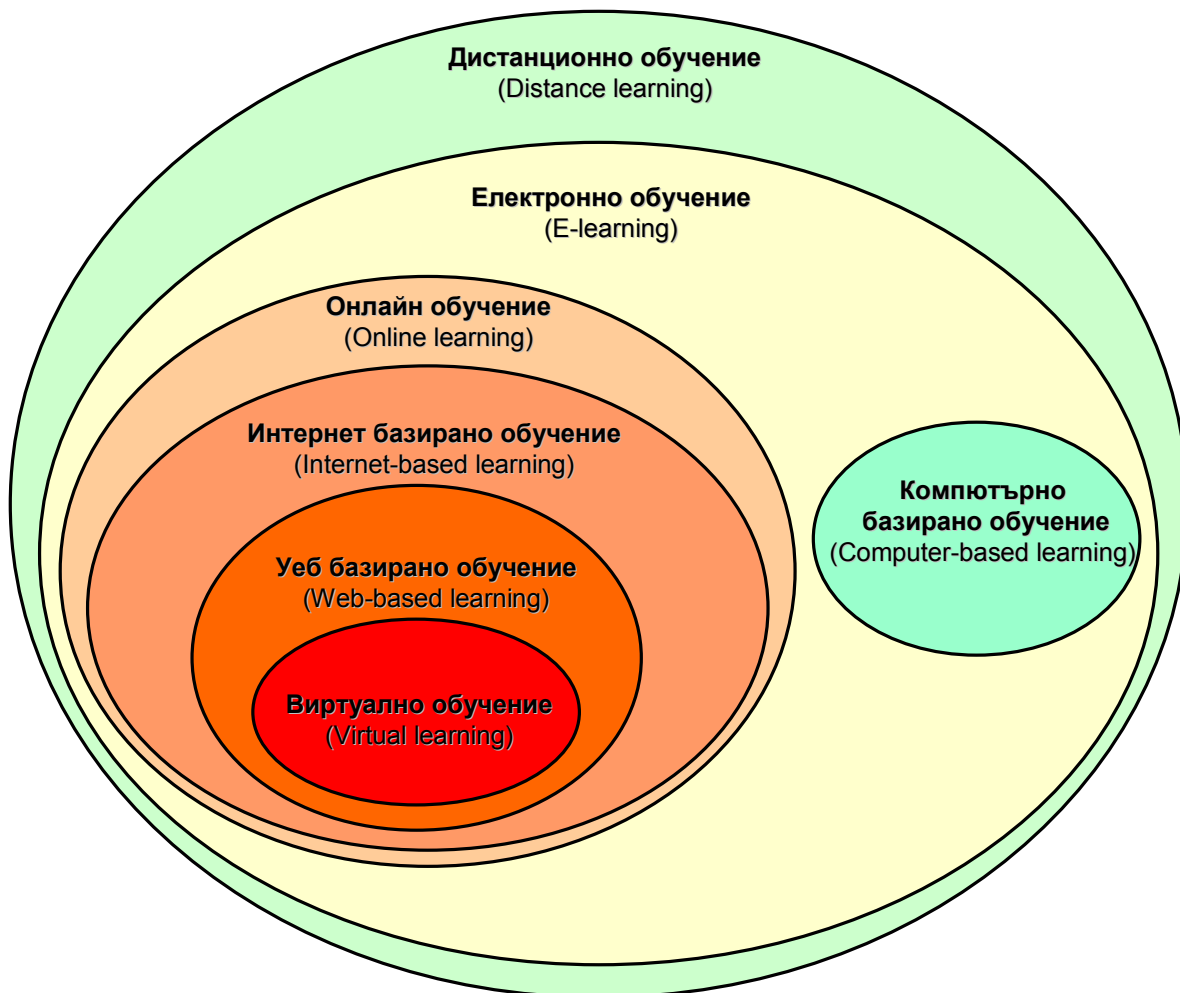 Дистанционно обучение
(Distance learning)
Електронно обучение
(E-learning)
Онлайн обучение
(Online learning)
Интернет базирано обучение
(Internet-based learning)
Уеб базирано обучение
(Web-based learning)
Виртуално обучение
(Virtual learning)
Компютърно
базирано обучение
(Computer-based learning)